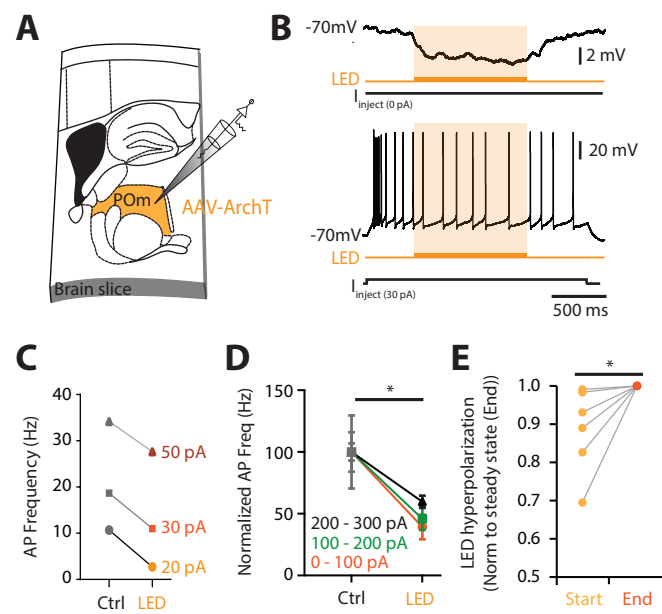 A
POm
AAV-ArchT
Brain slice
B
-70mV
2 mV
LED
I inject (0 pA)
20 mV
-70mV
LED
I inject (30 pA)
500 ms
C
AP Frequency (Hz)
40
30
20
10
0
50 pA
30 pA
20 pA
Ctrl LED
D
*
Normalized AP Freq (Hz)
150
100
50
0
200 - 300 pA
100 - 200 pA
0 - 100 pA
Ctrl LED
E
*
LED hyperpolarization
(Norm to steady state (End))
1.0
0.9
0.8
0.7
0.6
0.5
Start End